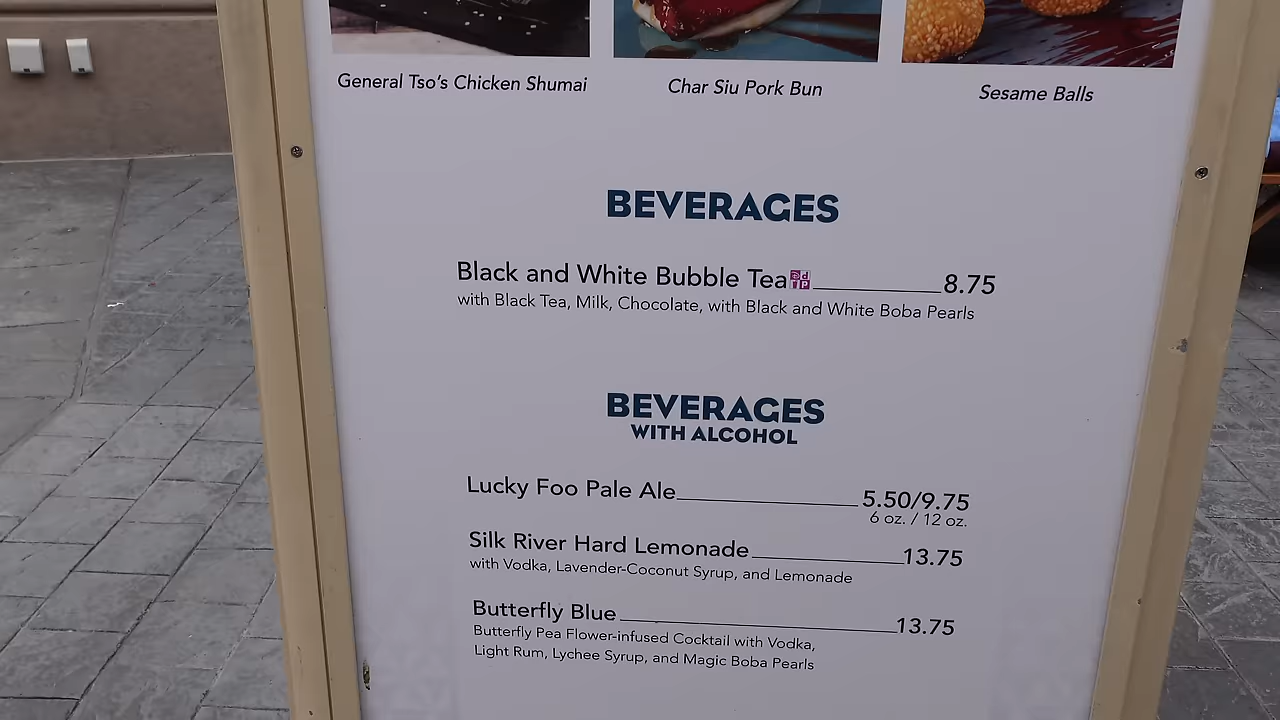 General Tso's Chicken Shumai
Char Siu Pork Bun
Sesame Balls
BEVERAGES
Black and White Bubble Tea 8.75
with Black Tea, Milk, Chocolate, with Black and White Boba Pearls
BEVERAGES
WITH ALCOHOL
Lucky Foo Pale Ale 5.50/9.75
6 oz. / 12 oz.
Silk River Hard Lemonade 13.75
with Vodka, Lavender-Coconut Syrup, and Lemonade
Butterfly Blue 13.75
Butterfly Pea Flower-infused Cocktail with Vodka,
Light Rum, Lychee Syrup, and Magic Boba Pearls